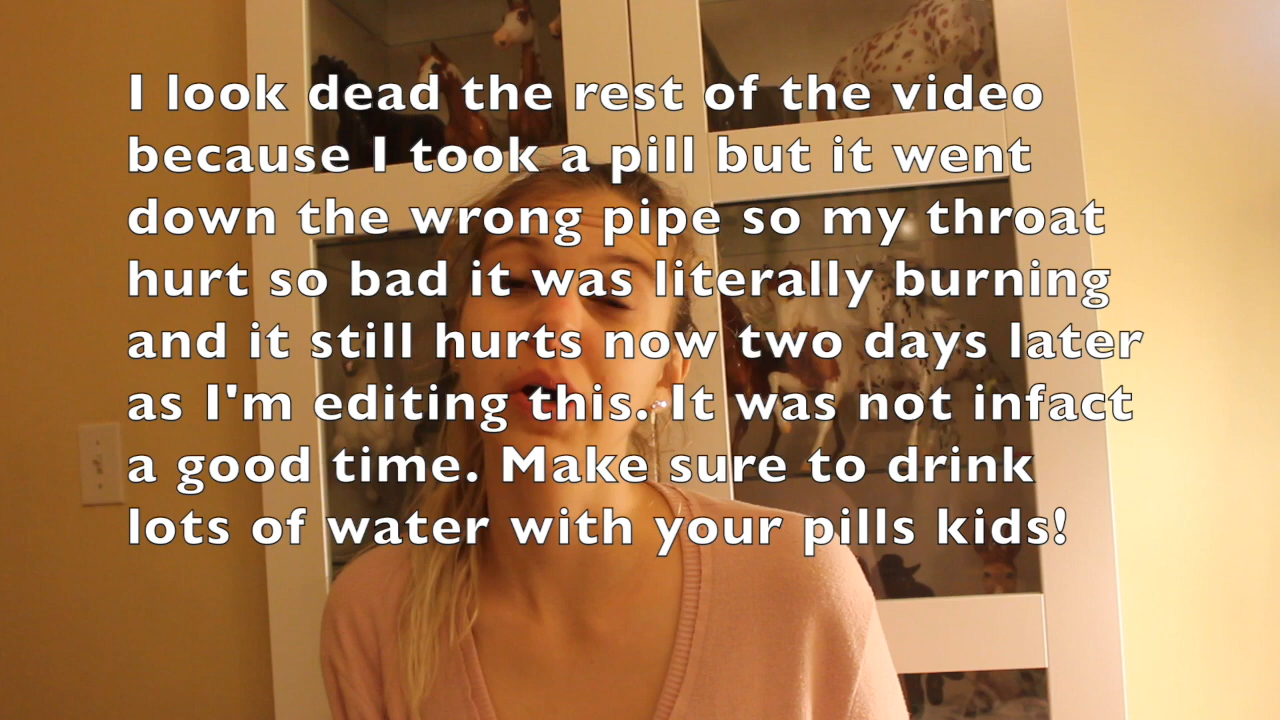 I look dead the rest of the video
because I took a pill but it went
down the wrong pipe so my throat
hurt so bad it was literally burning
and it still hurts now two days later
as I'm editing this. It was not infact
a good time. Make sure to drink
lots of water with your pills kids!